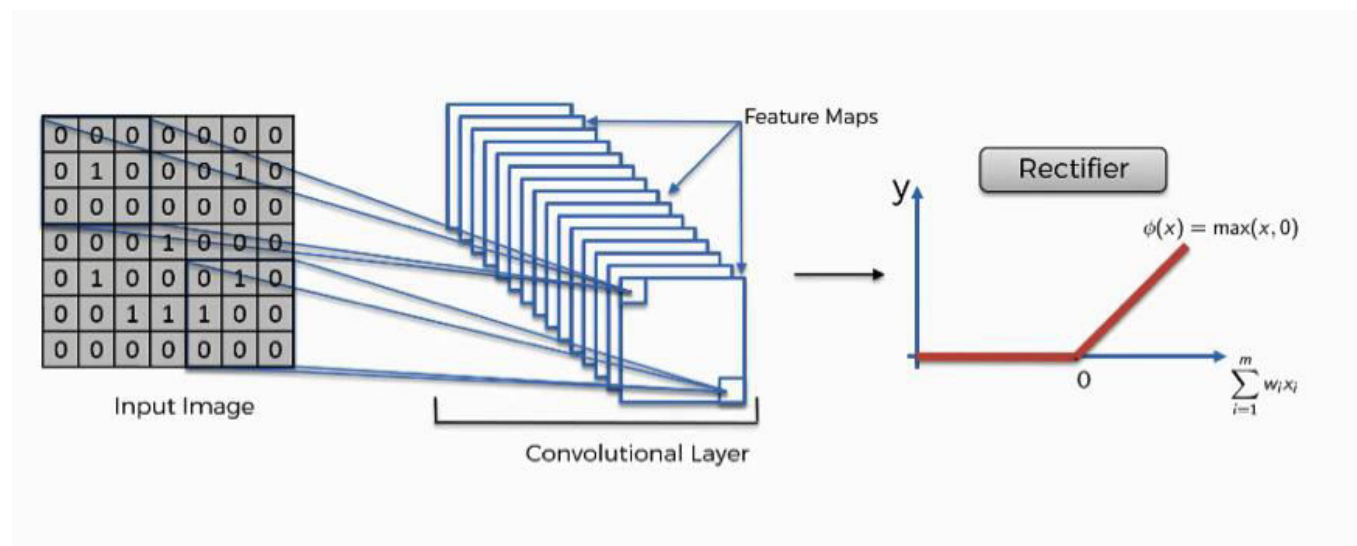 0 0 0 0 0 0 0
0 1 0 0 0 1 0
0 0 0 0 0 0 0
0 0 0 1 0 0 0
0 1 0 0 0 1 0
0 0 1 1 1 0 0
0 0 0 0 0 0 0
Input Image
Feature Maps
Convolutional Layer
Rectifier
y
ϕ(x) = max(x, 0)
0
m
∑ wᵢxᵢ
i=1